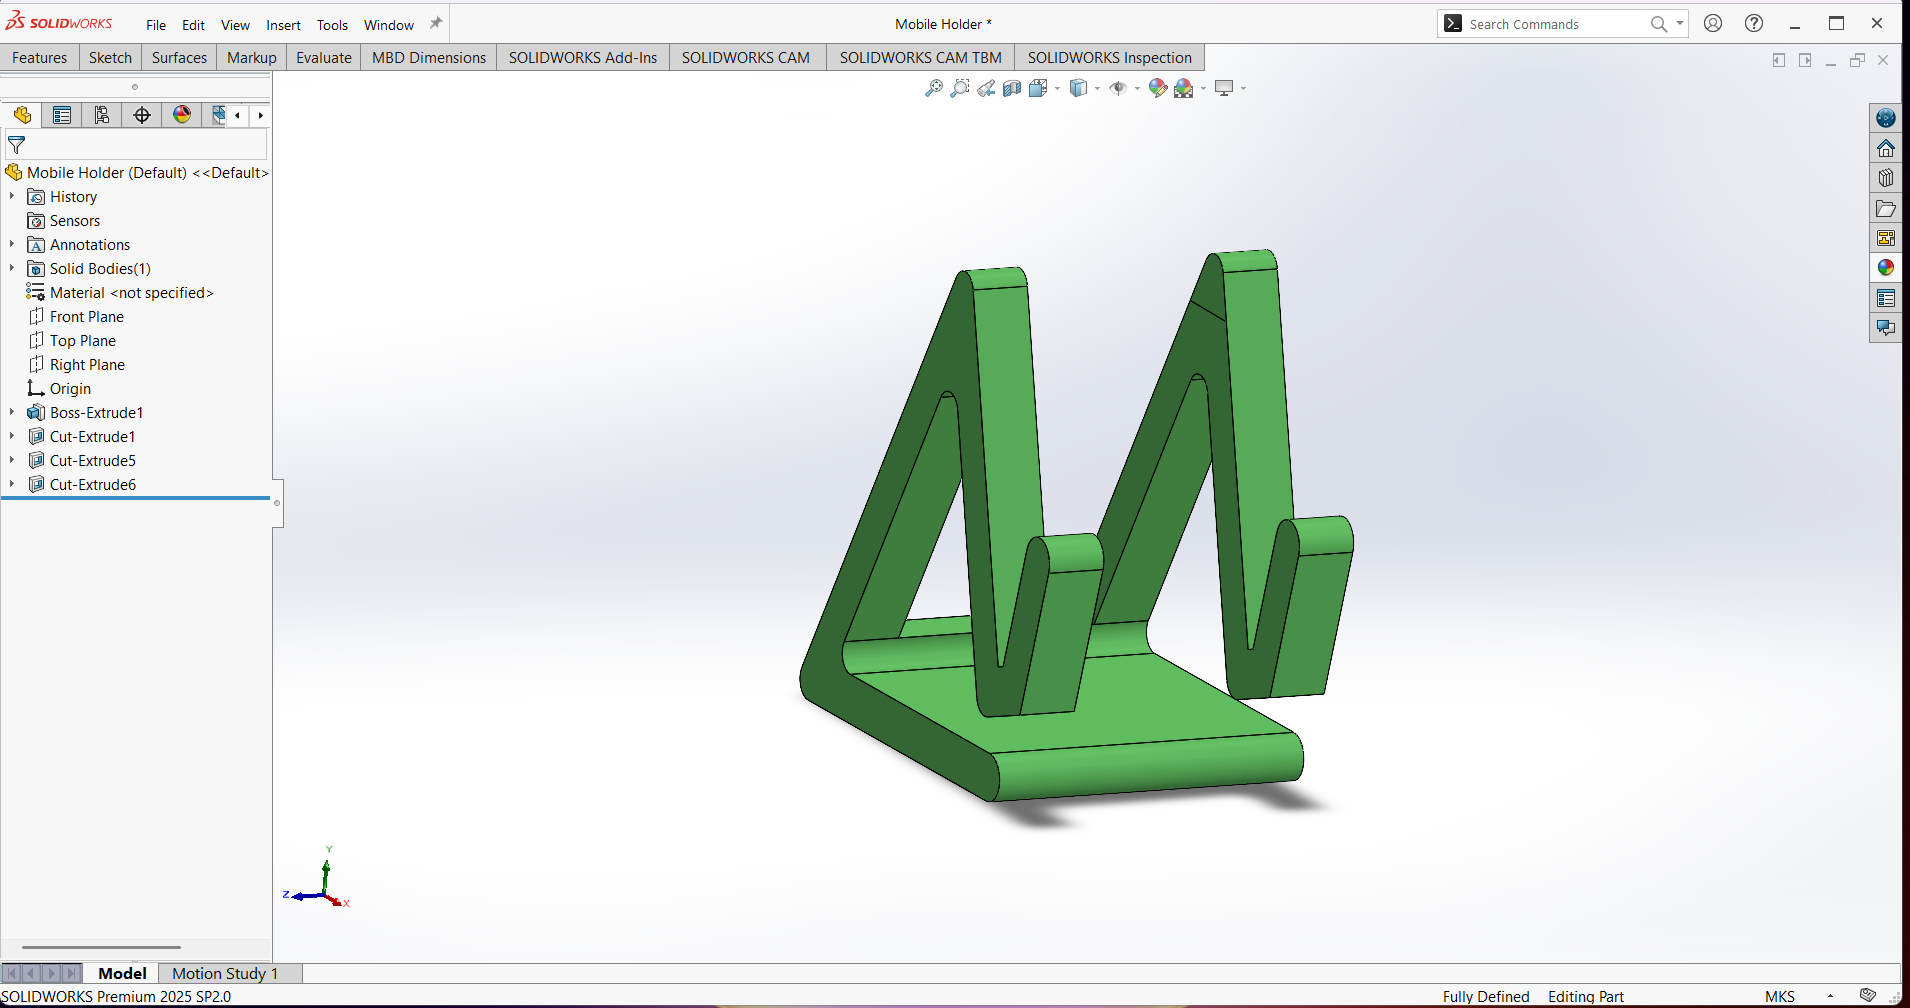 SOLIDWORKS File Edit View Insert Tools Window Mobile Holder * Search Commands
Features Sketch Surfaces Markup Evaluate MBD Dimensions SOLIDWORKS Add-Ins SOLIDWORKS CAM SOLIDWORKS CAM TBM SOLIDWORKS Inspection
Mobile Holder (Default) <<Default>
History
Sensors
A Annotations
Solid Bodies(1)
Material <not specified>
Front Plane
Top Plane
Right Plane
Origin
Boss-Extrude1
Cut-Extrude1
Cut-Extrude5
Cut-Extrude6
Y
Z
X
Model Motion Study 1
SOLIDWORKS Premium 2025 SP2.0 Fully Defined Editing Part MKS